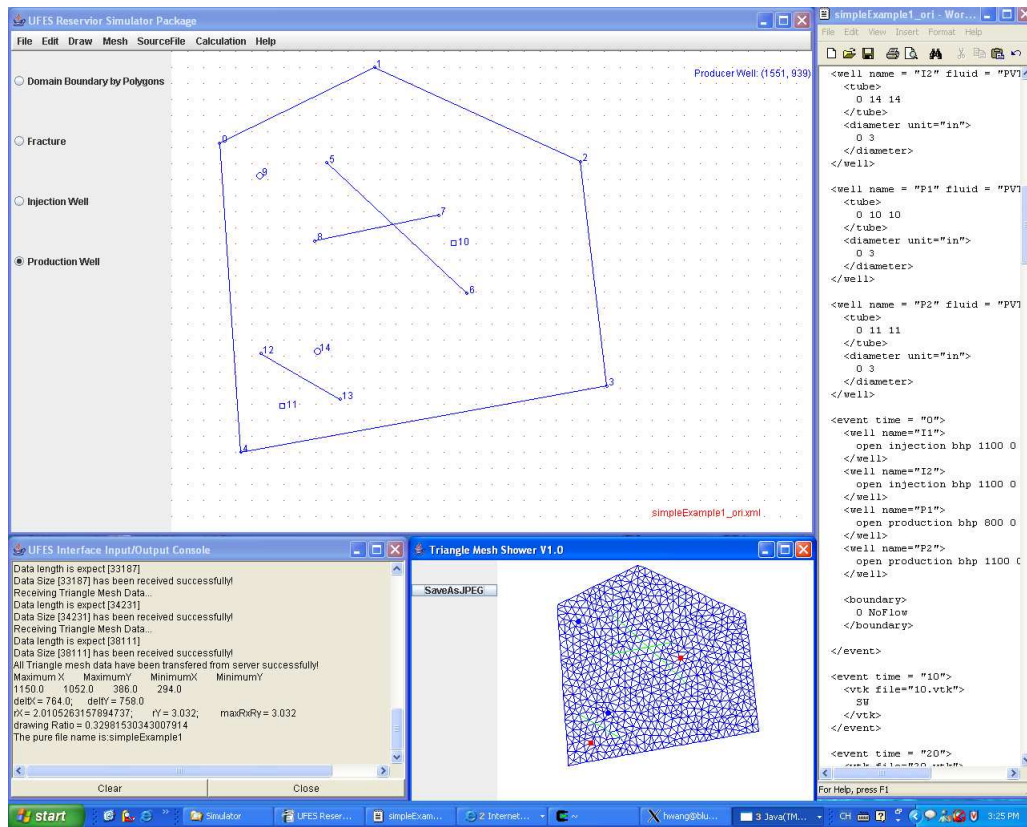 UFES Reservior Simulator Package
File Edit Draw Mesh SourceFile Calculation Help
Domain Boundary by Polygons
Fracture
Injection Well
Production Well
Producer Well: (1551, 939)
1
0
2
5
9
7
8
10
6
12
14
3
13
11
4
simpleExample1_ori.xml
simpleExample1_ori - Wor...
File Edit View Insert Format Help
<well name = "I2" fluid = "PVT
<tube>
0 14 14
</tube>
<diameter unit="in">
0 3
</diameter>
</well>
<well name = "P1" fluid = "PVT
<tube>
0 10 10
</tube>
<diameter unit="in">
0 3
</diameter>
</well>
<well name = "P2" fluid = "PVT
<tube>
0 11 11
</tube>
<diameter unit="in">
0 3
</diameter>
</well>
<event time = "0">
<well name="I1">
open injection bhp 1100 0
</well>
<well name="I2">
open injection bhp 1100 0
</well>
<well name="P1">
open production bhp 800 0
</well>
<well name="P2">
open production bhp 1100 0
</well>
<boundary>
0 NoFlow
</boundary>
</event>
<event time = "10">
<vtk file="10.vtk">
SW
</vtk>
</event>
<event time = "20">
<vtk file="20.vtk">
For Help, press F1
UFES Interface Input/Output Console
Data length is expect [33187]
Data Size [33187] has been received successfully!
Receiving Triangle Mesh Data...
Data length is expect [34231]
Data Size [34231] has been received successfully!
Receiving Triangle Mesh Data...
Data length is expect [38111]
Data Size [38111] has been received successfully!
All Triangle mesh data have been transfered from server successfully!
Maximum X MaximumY MinimumX MinimumY
1150.0 1052.0 386.0 294.0
deltX = 764.0; deltY = 758.0
rX = 2.0105263157894737; rY = 3.032; maxRxRy = 3.032
drawing Ratio = 0.32981530343007914
The pure file name is:simpleExample1
Clear Close
Triangle Mesh Shower V1.0
SaveAsJPEG
start
Simulator
UFES Reser...
simpleExam...
2 Internet...
~
hwang@blu...
3 Java(TM...
CH
3:25 PM